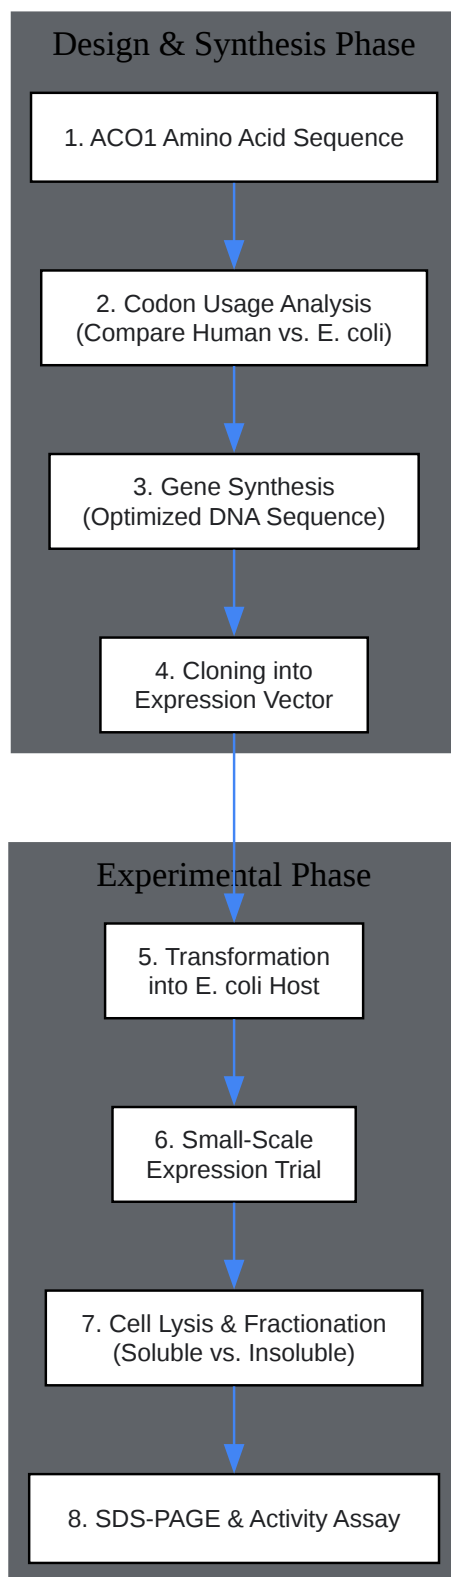 Design & Synthesis Phase
1. ACO1 Amino Acid Sequence
2. Codon Usage Analysis
(Compare Human vs. E. coli)
3. Gene Synthesis
(Optimized DNA Sequence)
4. Cloning into
Expression Vector
Experimental Phase
5. Transformation
into E. coli Host
6. Small-Scale
Expression Trial
7. Cell Lysis & Fractionation
(Soluble vs. Insoluble)
8. SDS-PAGE & Activity Assay